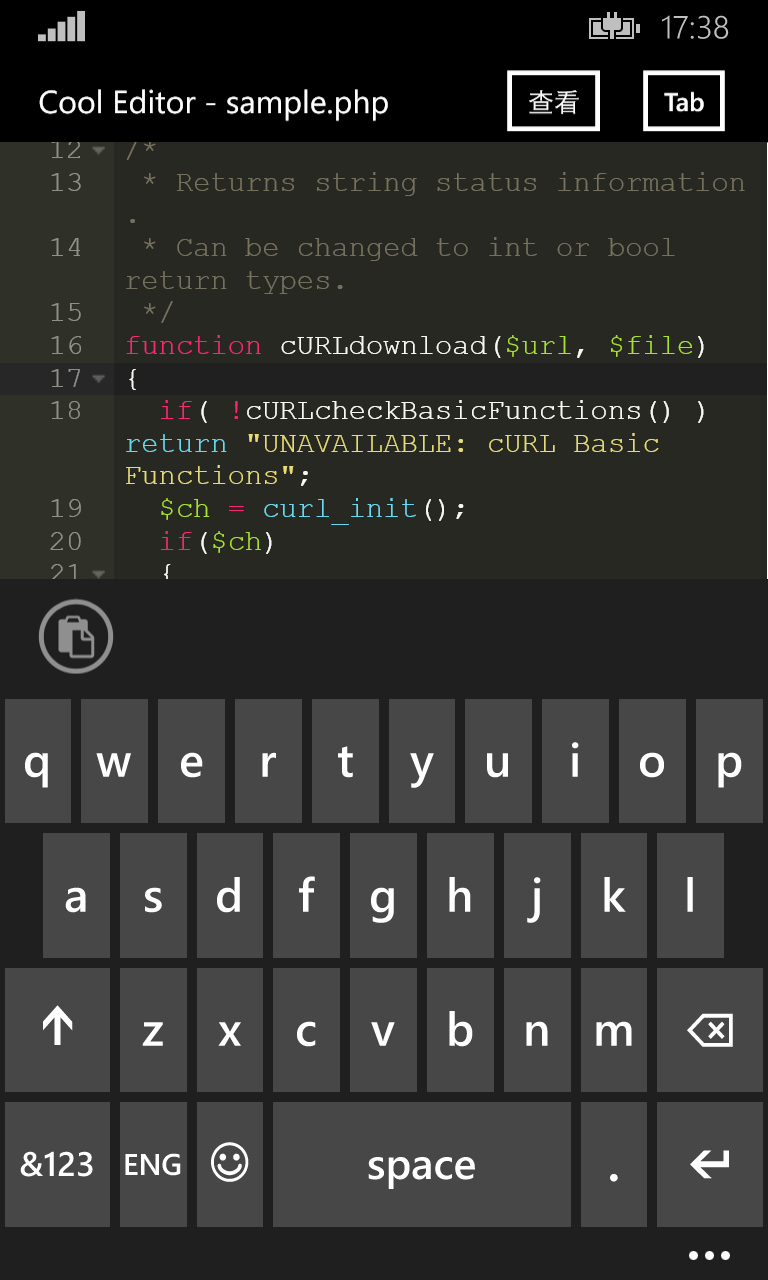 17:38
Cool Editor - sample.php 查看 Tab
12 /*
13  * Returns string status information
.
14  * Can be changed to int or bool
return types.
15  */
16 function cURLdownload($url, $file)
17 {
18   if( !cURLcheckBasicFunctions() )
return "UNAVAILABLE: cURL Basic
Functions";
19   $ch = curl_init();
20   if($ch)
21   {
q w e r t y u i o p
a s d f g h j k l
z x c v b n m
&123 ENG space .